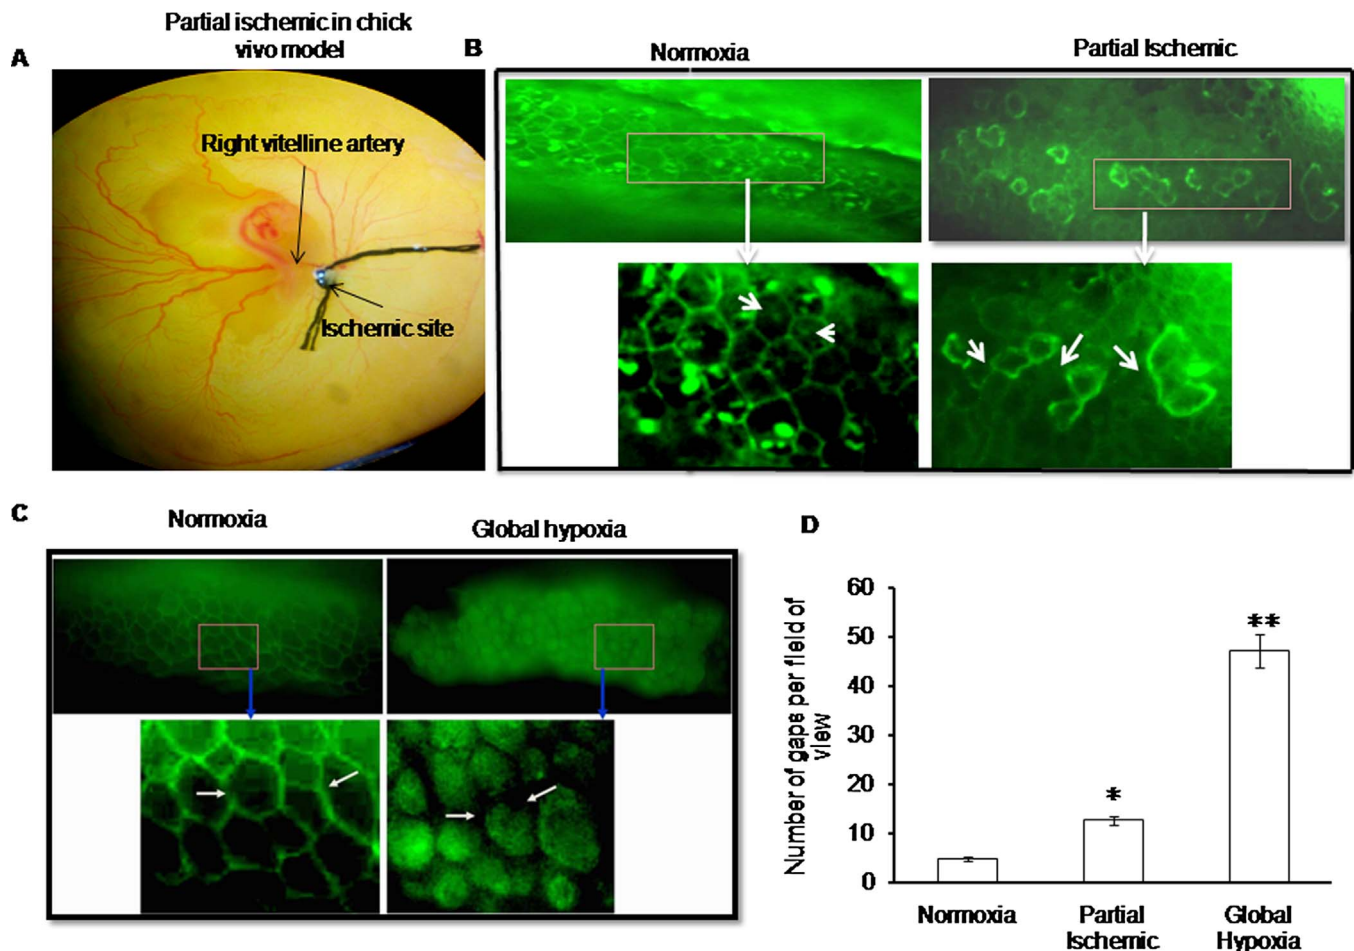 Partial ischemic in chick
vivo model
A
Right vitelline artery
Ischemic site
B
Normoxia
Partial Ischemic
C
Normoxia
Global hypoxia
D
Number of gaps per field of
view
60
50
40
30
20
10
0
*
**
Normoxia
Partial
Ischemic
Global
Hypoxia